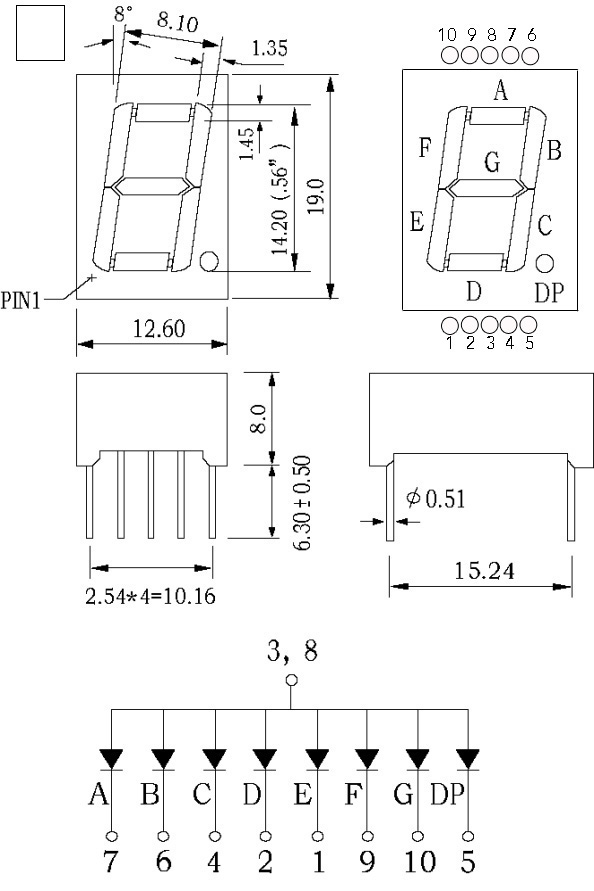 8°
8.10
1.35
1.45
14.20 (.56”)
19.0
PIN1
12.60
10 9 8 7 6
A
F
B
G
E
C
D
DP
1 2 3 4 5
8.0
6.30±0.50
2.54*4=10.16
ϕ0.51
15.24
3, 8
A B C D E F G DP
7 6 4 2 1 9 10 5